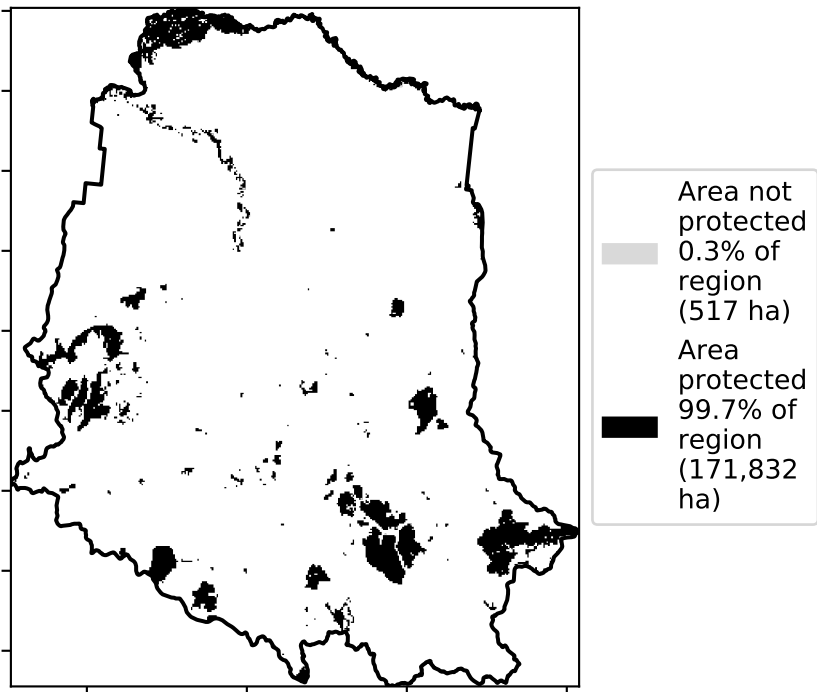 Area not
protected
0.3% of
region
(517 ha)
Area
protected
99.7% of
region
(171,832
ha)